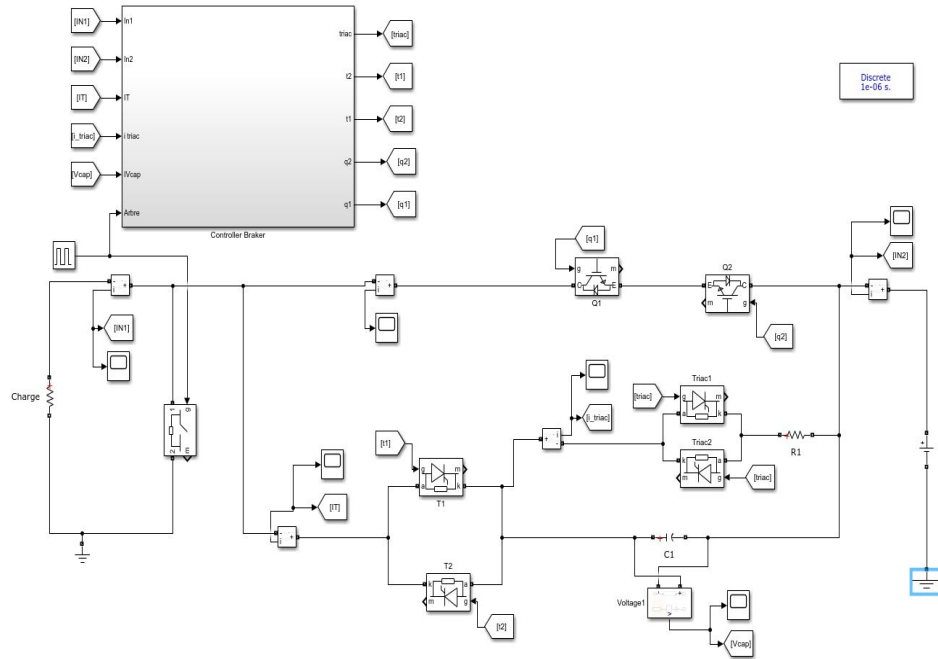 [IN1]
In1
triac
[triac]
[IN2]
In2
t2
[t1]
[IT]
IT
t1
[t2]
[i_triac]
i triac
q2
[q2]
[Vcap]
IVcap
q1
[q1]
Arbre
Controller Braker
Discrete
1e-06 s.
[q1]
g
m
C
E
Q1
Q2
E
C
m
g
[q2]
[IN2]
-
i
+
-
i
+
-
i
+
[IN1]
Charge
1
g
2
m
[triac]
Triac1
g
m
a
k
[i_triac]
+
i
-
Triac2
k
a
m
g
[triac]
R1
[t1]
g
m
a
k
T1
[IT]
-
i
+
T2
k
a
m
g
[t2]
C1
Voltage1
-
+
v
[Vcap]
+